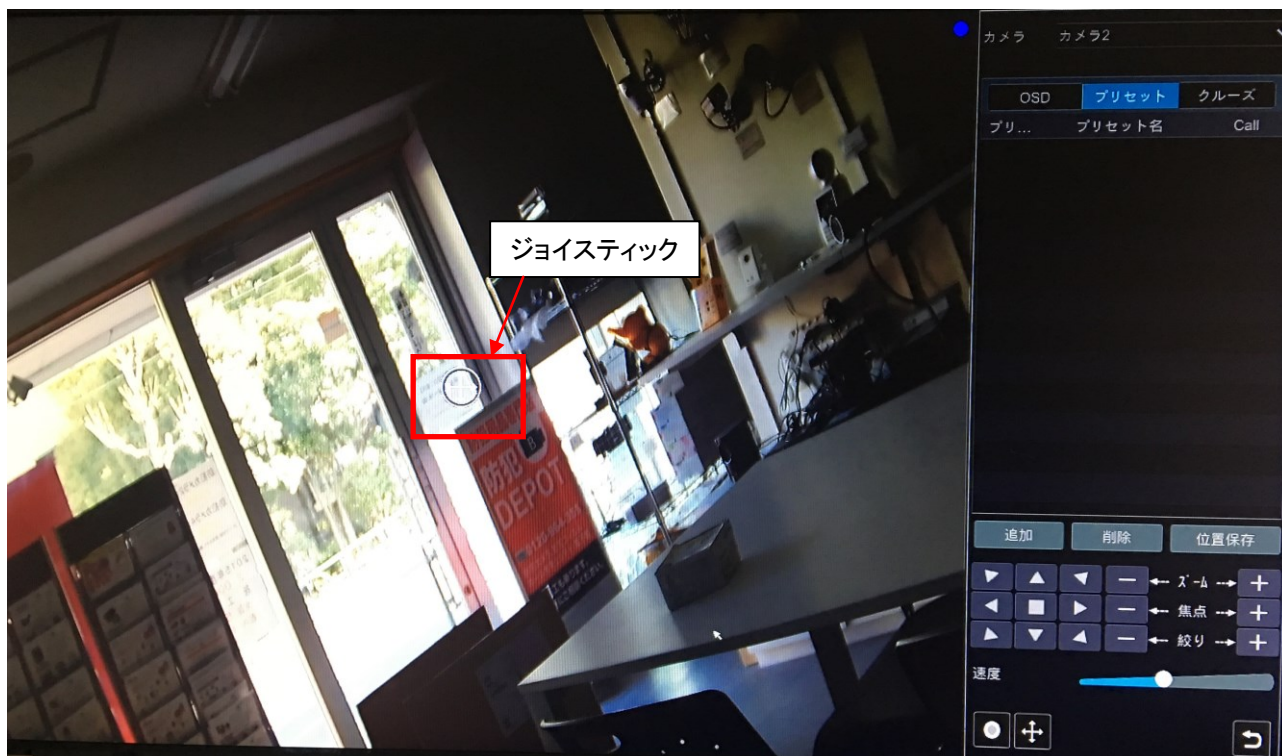 カメラ カメラ2
OSD プリセット クルーズ
プリ... プリセット名 Call
ジョイスティック
防犯
DEPOT
追加 削除 位置保存
ズーム
焦点
絞り
速度